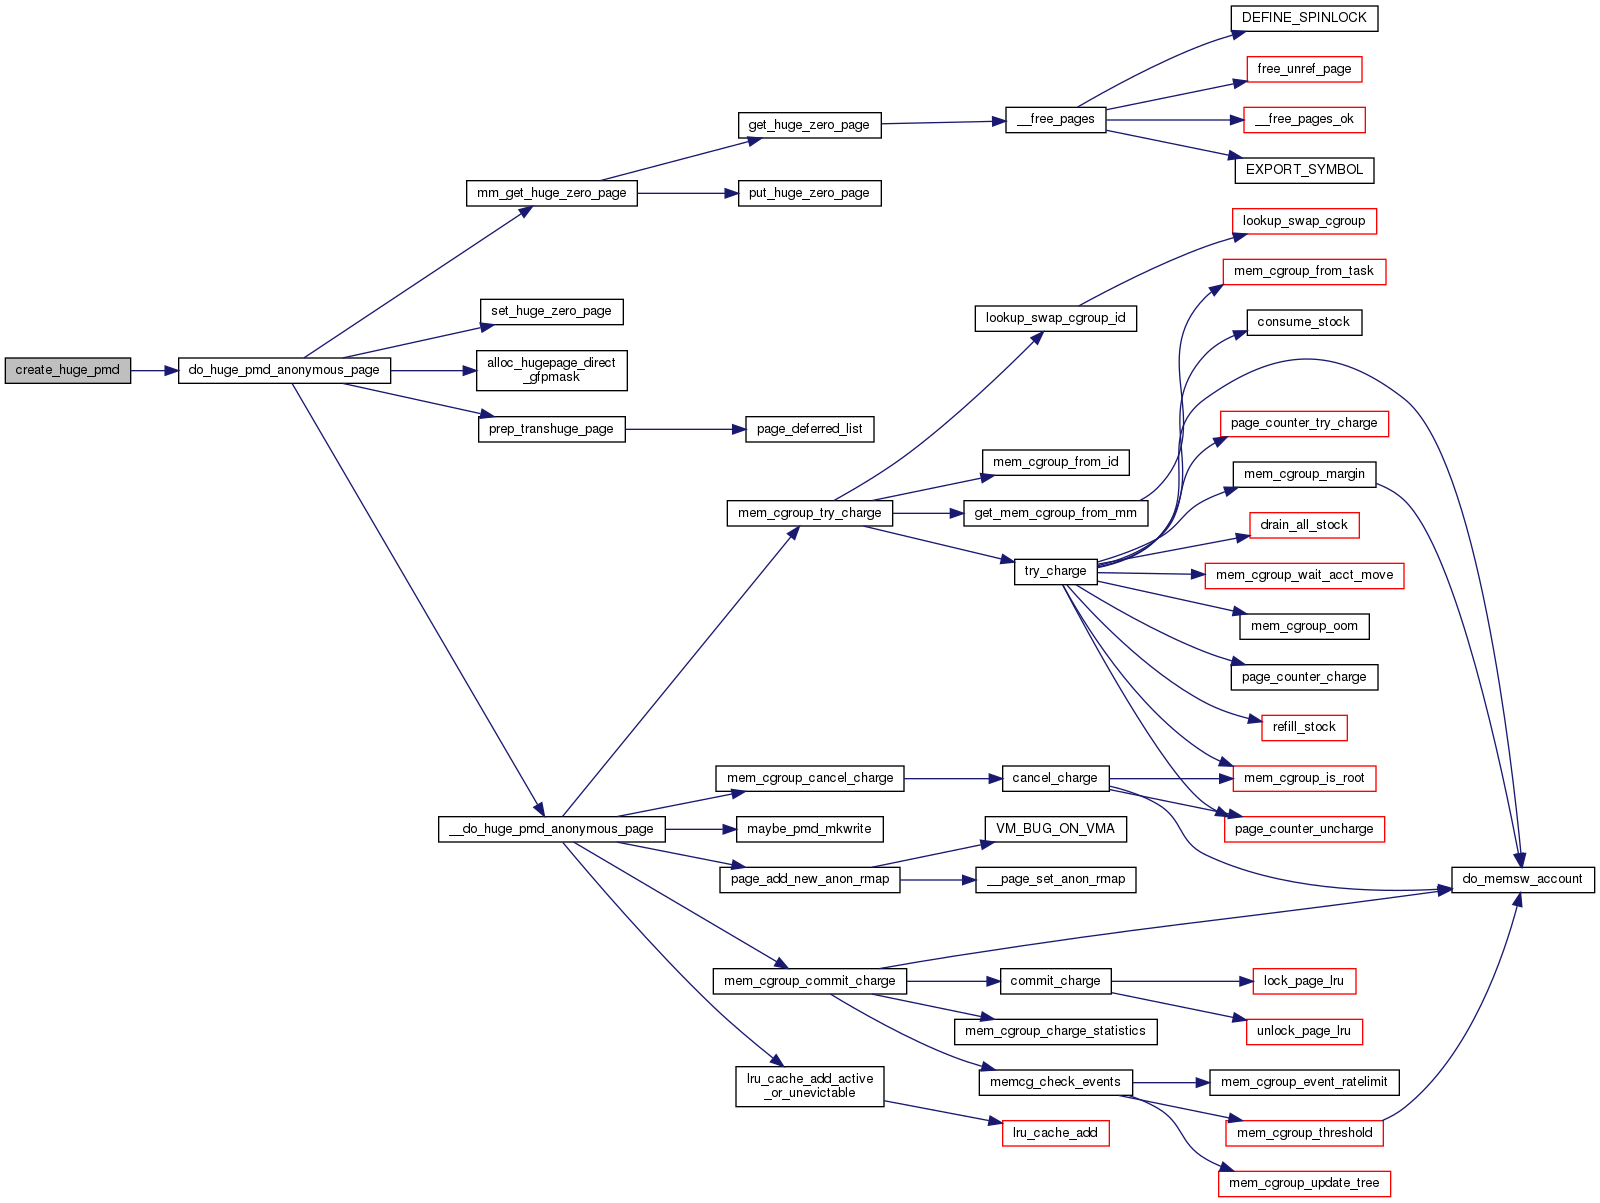 create_huge_pmd
do_huge_pmd_anonymous_page
mm_get_huge_zero_page
set_huge_zero_page
alloc_hugepage_direct
_gfpmask
prep_transhuge_page
__do_huge_pmd_anonymous_page
get_huge_zero_page
put_huge_zero_page
page_deferred_list
mem_cgroup_try_charge
mem_cgroup_cancel_charge
maybe_pmd_mkwrite
page_add_new_anon_rmap
mem_cgroup_commit_charge
lru_cache_add_active
_or_unevictable
__free_pages
lookup_swap_cgroup_id
mem_cgroup_from_id
get_mem_cgroup_from_mm
try_charge
cancel_charge
VM_BUG_ON_VMA
__page_set_anon_rmap
commit_charge
mem_cgroup_charge_statistics
memcg_check_events
lru_cache_add
DEFINE_SPINLOCK
free_unref_page
__free_pages_ok
EXPORT_SYMBOL
lookup_swap_cgroup
mem_cgroup_from_task
consume_stock
page_counter_try_charge
mem_cgroup_margin
drain_all_stock
mem_cgroup_wait_acct_move
mem_cgroup_oom
page_counter_charge
refill_stock
mem_cgroup_is_root
page_counter_uncharge
lock_page_lru
unlock_page_lru
mem_cgroup_event_ratelimit
mem_cgroup_threshold
mem_cgroup_update_tree
do_memsw_account